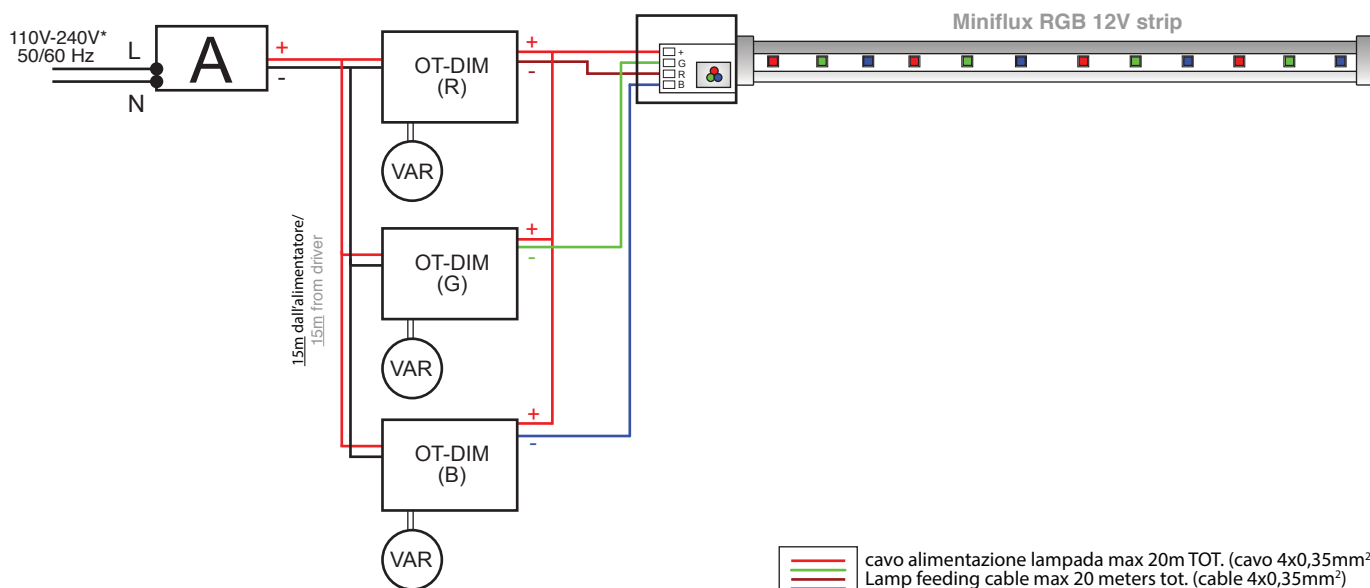 110V-240V*
50/60 Hz
L
N
A
+
-
OT-DIM
(R)
+
-
VAR
15m dall'alimentatore/
15m from driver
OT-DIM
(G)
+
-
VAR
OT-DIM
(B)
+
-
VAR
+
G
R
B
Miniflux RGB 12V strip
cavo alimentazione lampada max 20m TOT. (cavo 4x0,35mm²
Lamp feeding cable max 20 meters tot. (cable 4x0,35mm²)